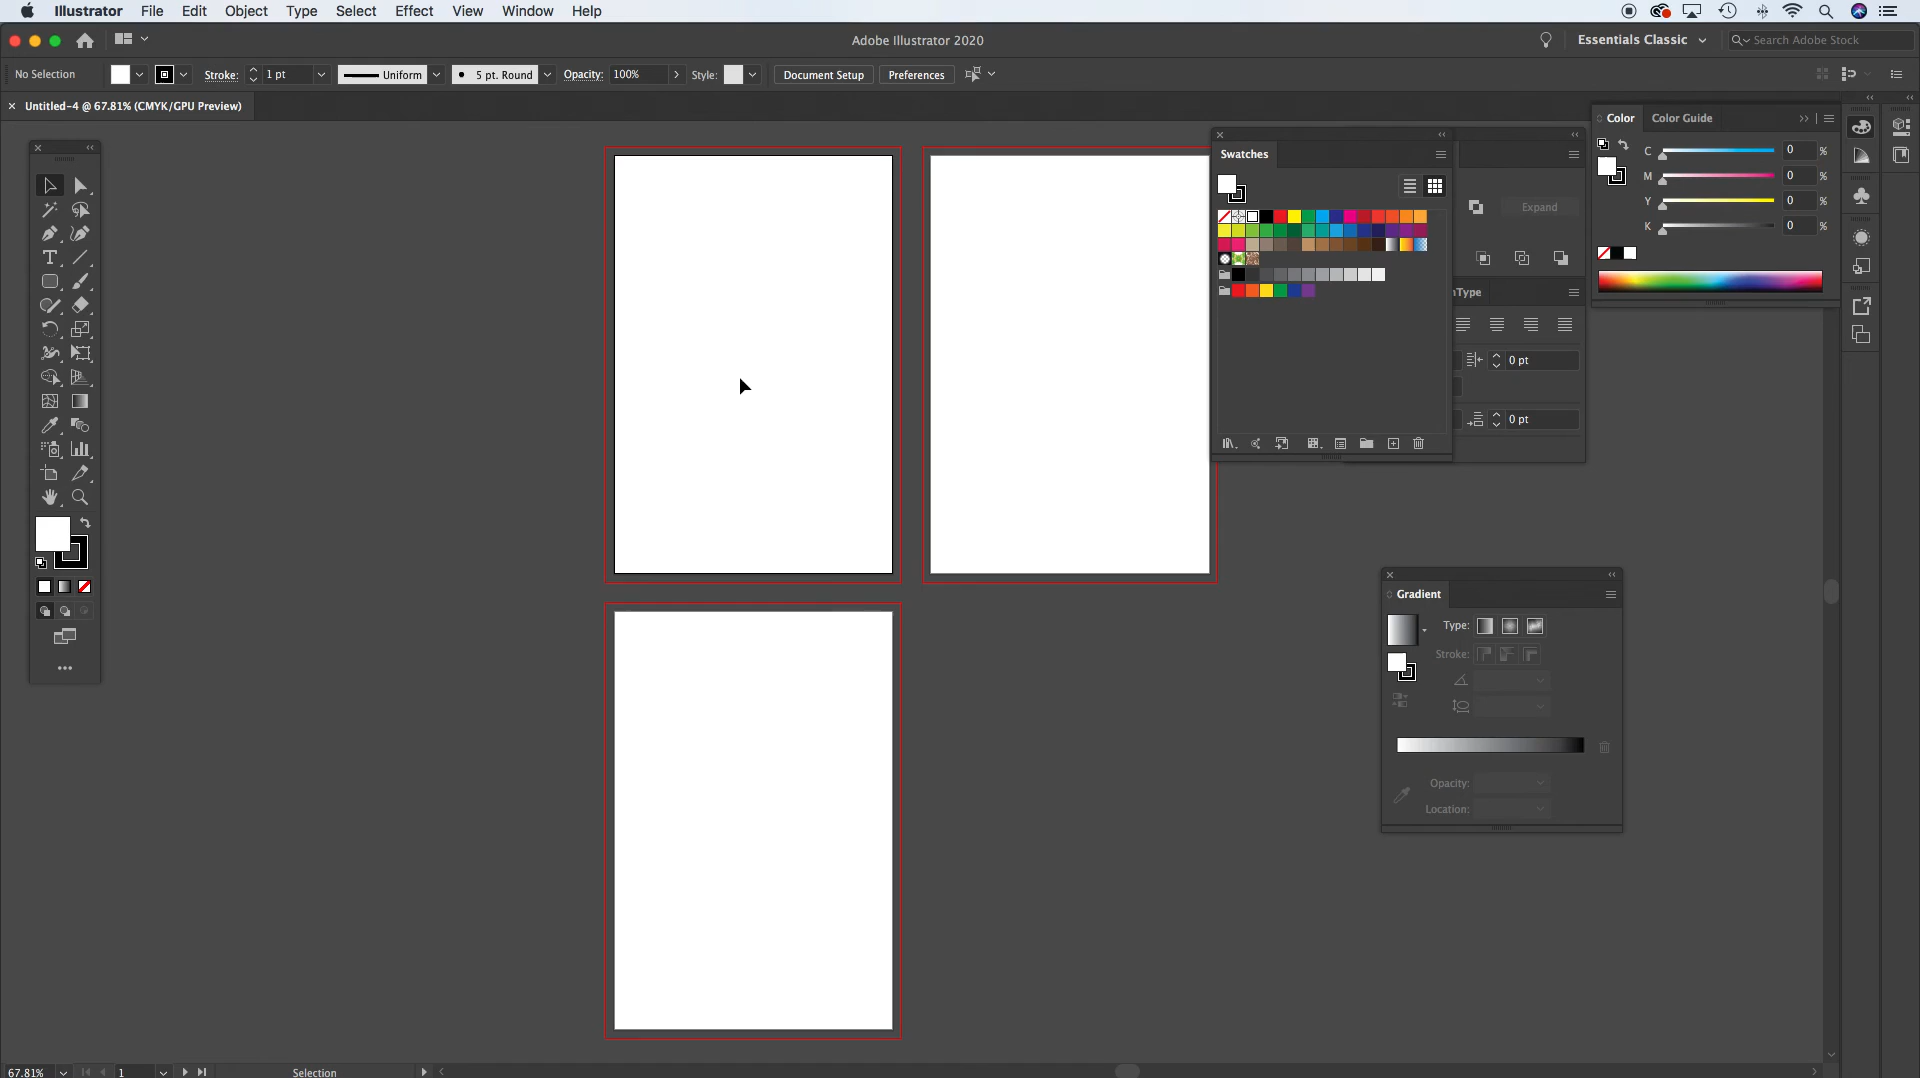 Illustrator File Edit Object Type Select Effect View Window Help
Adobe Illustrator 2020
Essentials Classic
Search Adobe Stock
No Selection
Stroke: 1 pt
Uniform
5 pt. Round
Opacity: 100%
Style:
Document Setup
Preferences
Untitled-4 @ 67.81% (CMYK/GPU Preview)
Swatches
Expand
nType
0 pt
0 pt
Color Color Guide
C 0 %
M 0 %
Y 0 %
K 0 %
Gradient
Type:
Stroke:
Opacity:
Location:
67.81% 1 Selection